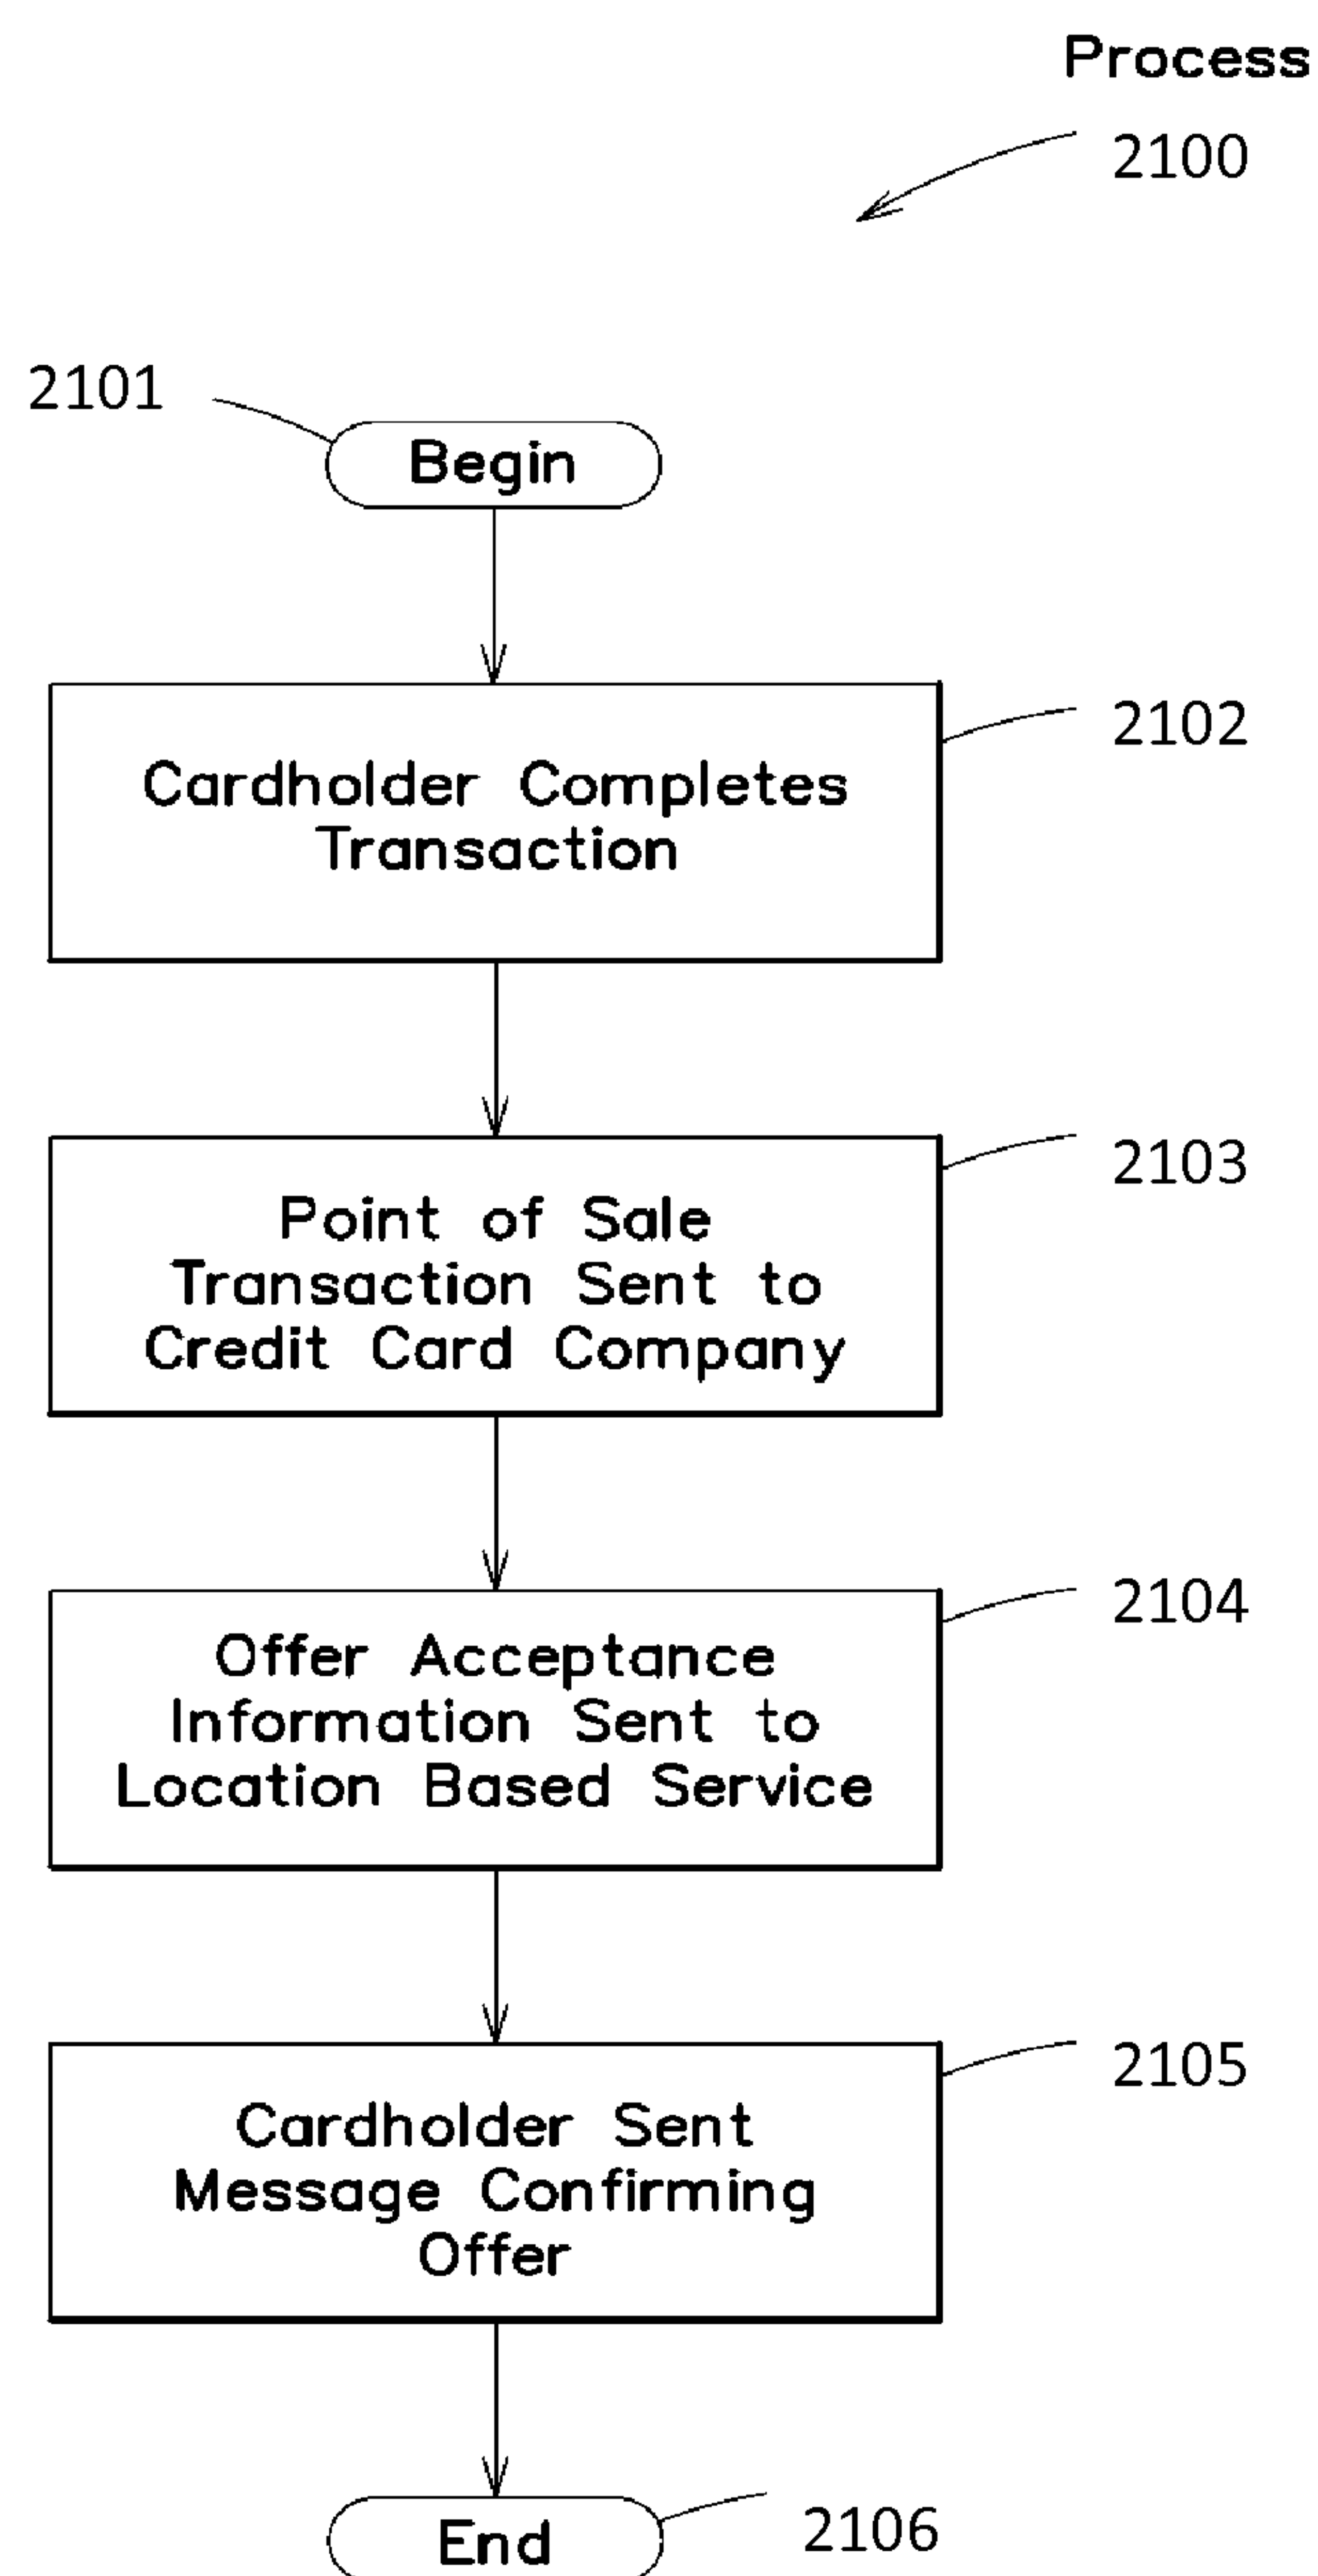 Process
2100
2101
Begin
2102
Cardholder Completes
Transaction
2103
Point of Sale
Transaction Sent to
Credit Card Company
2104
Offer Acceptance
Information Sent to
Location Based Service
2105
Cardholder Sent
Message Confirming
Offer
End
2106